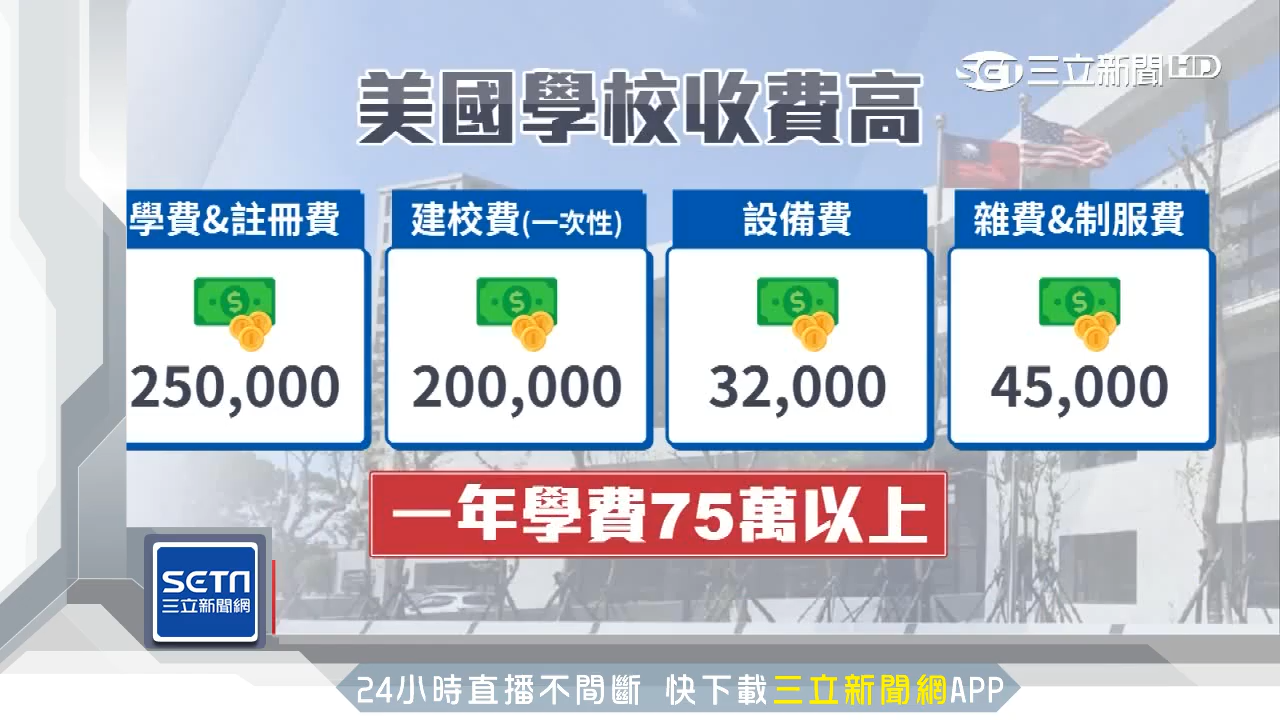 SET三立新聞HD
美國學校收費高
學費&註冊費
建校費(一次性)
設備費
雜費&制服費
250,000
200,000
32,000
45,000
一年學費75萬以上
SETN
三立新聞網
24小時直播不間斷 快下載三立新聞網APP